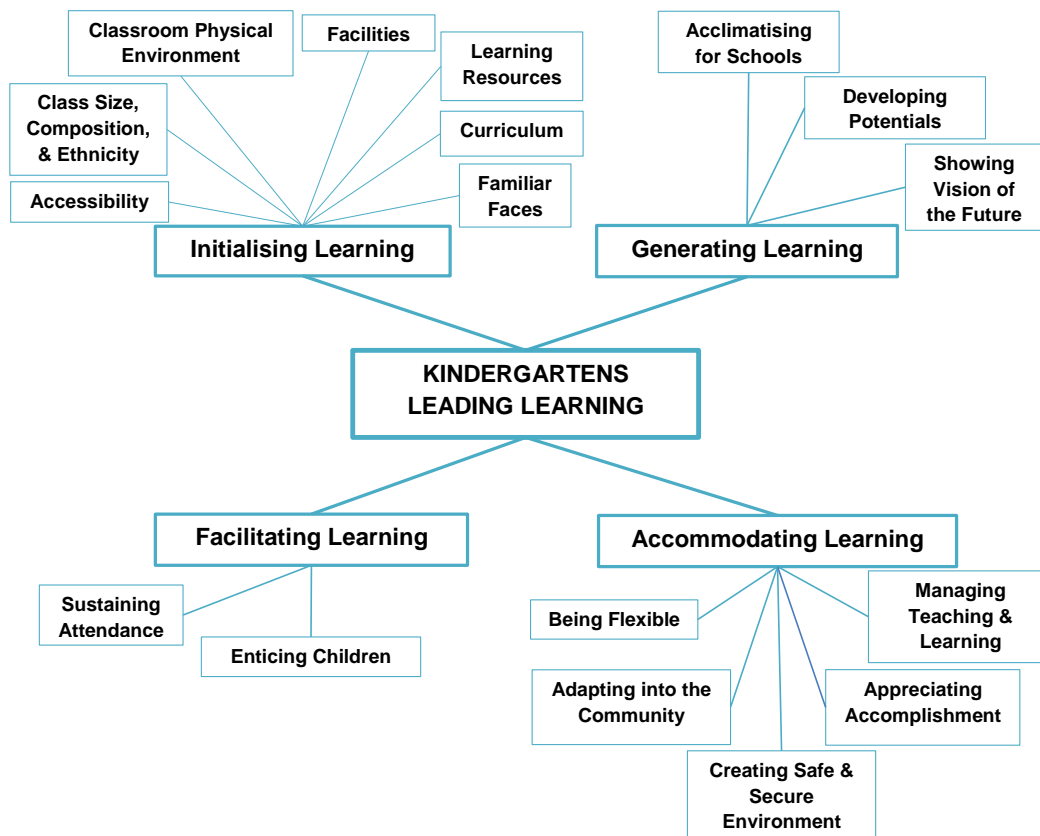 Classroom Physical
Environment
Facilities
Learning
Resources
Class Size,
Composition,
& Ethnicity
Curriculum
Accessibility
Familiar
Faces
Initialising Learning
Acclimatising
for Schools
Developing
Potentials
Showing
Vision of
the Future
Generating Learning
KINDERGARTENS
LEADING LEARNING
Facilitating Learning
Sustaining
Attendance
Enticing Children
Accommodating Learning
Being Flexible
Managing
Teaching &
Learning
Adapting into the
Community
Appreciating
Accomplishment
Creating Safe &
Secure
Environment